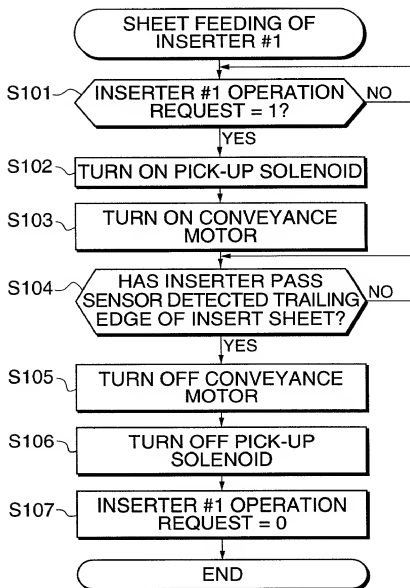 SHEET FEEDING OF
INSERTER #1
S101
INSERTER #1 OPERATION
REQUEST = 1?
NO
YES
S102
TURN ON PICK-UP SOLENOID
S103
TURN ON CONVEYANCE
MOTOR
S104
HAS INSERTER PASS
SENSOR DETECTED TRAILING
EDGE OF INSERT SHEET?
NO
YES
S105
TURN OFF CONVEYANCE
MOTOR
S106
TURN OFF PICK-UP
SOLENOID
S107
INSERTER #1 OPERATION
REQUEST = 0
END